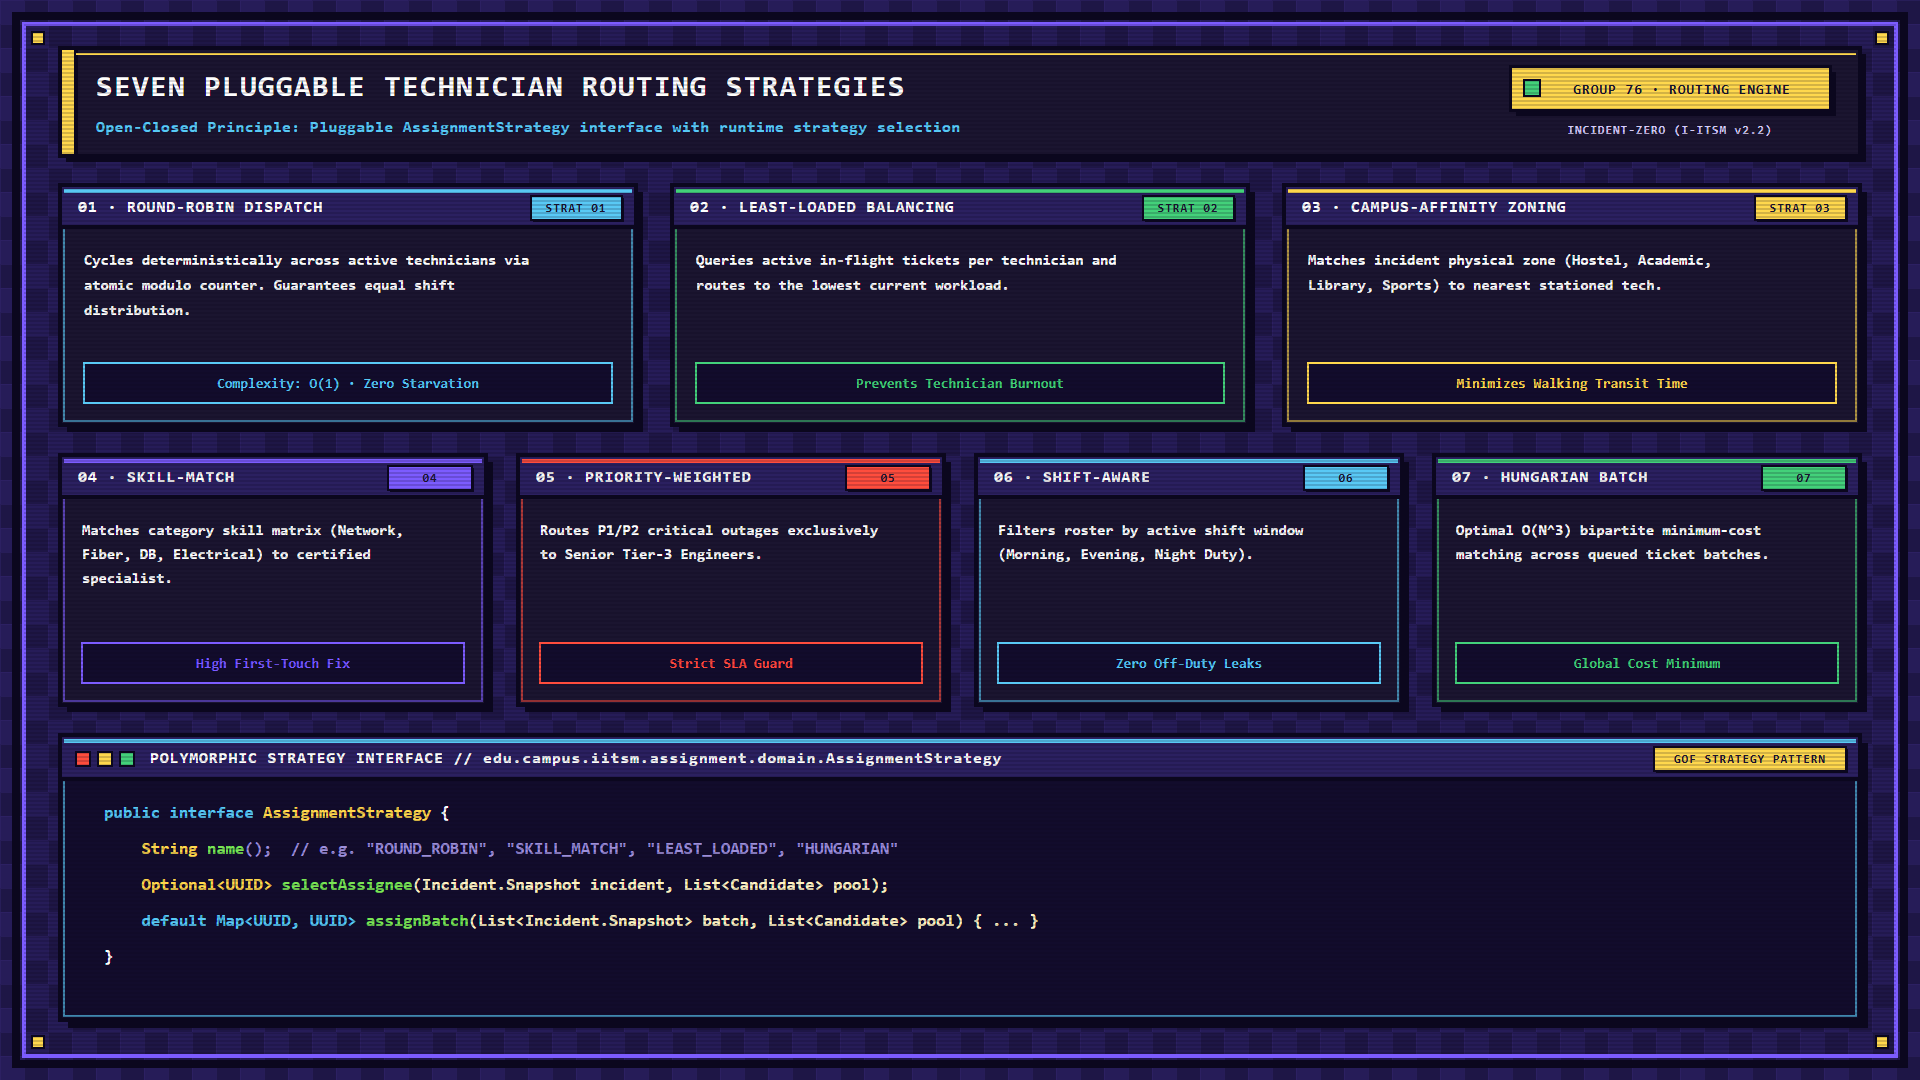 SEVEN PLUGGABLE TECHNICIAN ROUTING STRATEGIES
Open-Closed Principle: Pluggable AssignmentStrategy interface with runtime strategy selection
GROUP 76 · ROUTING ENGINE
INCIDENT-ZERO (I-ITSM v2.2)
01 · ROUND-ROBIN DISPATCH
STRAT 01
Cycles deterministically across active technicians via
atomic modulo counter. Guarantees equal shift
distribution.
Complexity: O(1) · Zero Starvation
02 · LEAST-LOADED BALANCING
STRAT 02
Queries active in-flight tickets per technician and
routes to the lowest current workload.
Prevents Technician Burnout
03 · CAMPUS-AFFINITY ZONING
STRAT 03
Matches incident physical zone (Hostel, Academic,
Library, Sports) to nearest stationed tech.
Minimizes Walking Transit Time
04 · SKILL-MATCH
04
Matches category skill matrix (Network,
Fiber, DB, Electrical) to certified
specialist.
High First-Touch Fix
05 · PRIORITY-WEIGHTED
05
Routes P1/P2 critical outages exclusively
to Senior Tier-3 Engineers.
Strict SLA Guard
06 · SHIFT-AWARE
06
Filters roster by active shift window
(Morning, Evening, Night Duty).
Zero Off-Duty Leaks
07 · HUNGARIAN BATCH
07
Optimal O(N^3) bipartite minimum-cost
matching across queued ticket batches.
Global Cost Minimum
POLYMORPHIC STRATEGY INTERFACE // edu.campus.iitsm.assignment.domain.AssignmentStrategy
GOF STRATEGY PATTERN
public interface AssignmentStrategy {
String name();  // e.g. "ROUND_ROBIN", "SKILL_MATCH", "LEAST_LOADED", "HUNGARIAN"
Optional<UUID> selectAssignee(Incident.Snapshot incident, List<Candidate> pool);
default Map<UUID, UUID> assignBatch(List<Incident.Snapshot> batch, List<Candidate> pool) { ... }
}